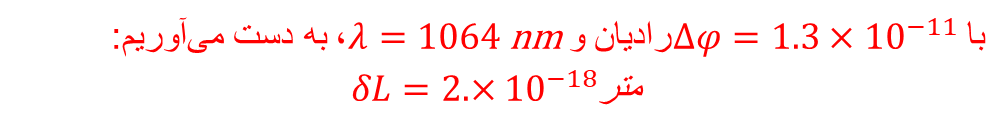 با Δφ = 1.3 × 10⁻¹¹ رادیان و λ = 1064 nm، به دست می‌آوریم:
δL = 2.× 10⁻¹⁸ متر